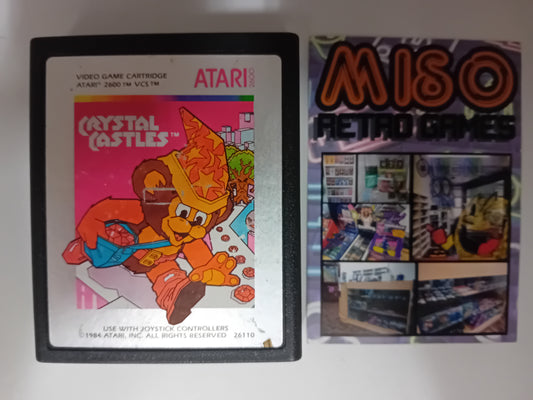 VIDEO GAME CARTRIDGE
ATARI® 2600™ VCS™
ATARI®
2600
CRYSTAL
CASTLES™
USE WITH JOYSTICK CONTROLLERS
1984 ATARI, INC. ALL RIGHTS RESERVED 26110
MISO
RETRO GAMES